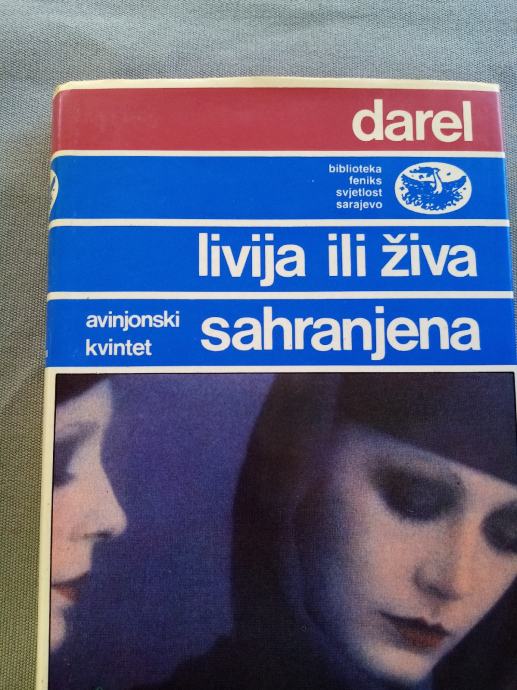 darel
biblioteka
feniks
svjetlost
sarajevo
livija ili živa
avinjonski
kvintet
sahranjena